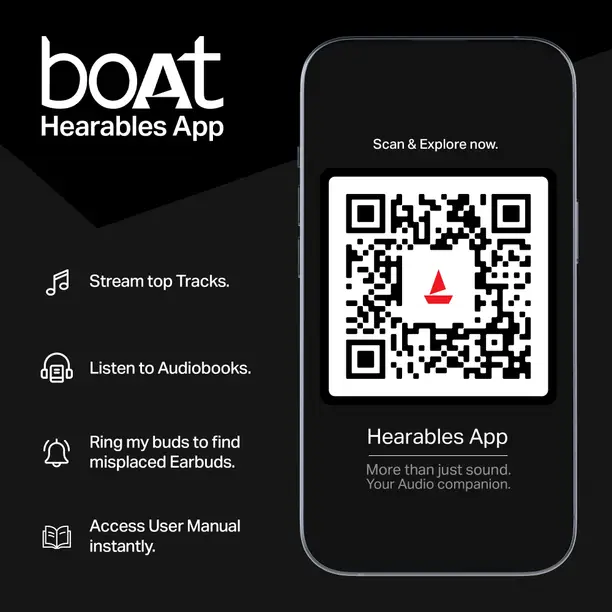 boAt
Hearables App
Scan & Explore now.
Stream top Tracks.
Listen to Audiobooks.
Ring my buds to find
misplaced Earbuds.
Access User Manual
instantly.
Hearables App
More than just sound.
Your Audio companion.